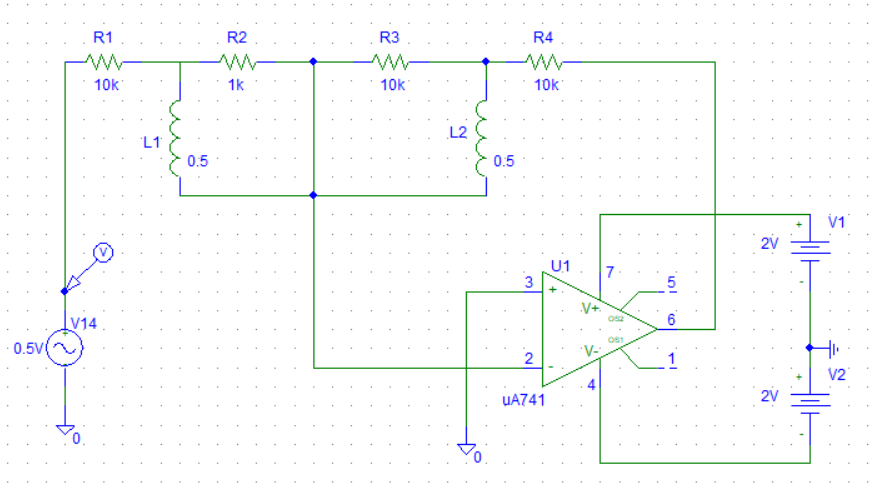 R1 R2 R3 R4
10k 1k 10k 10k
L1 0.5
L2 0.5
V
V14
0.5V
+
-
0
U1
3 +
2 -
7
V+
5
OS2
6
OS1
V-
1
4
uA741
0
V1
+
2V
-
V2
+
2V
-